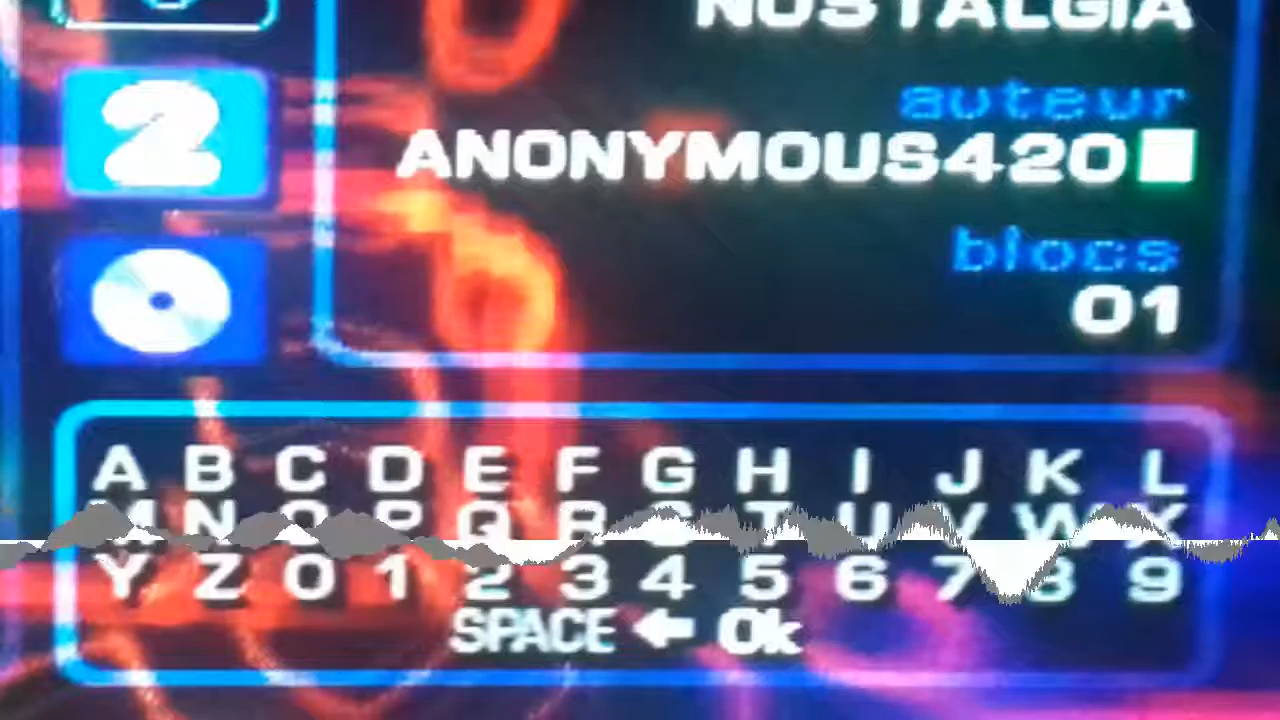 NOSTALGIA
auteur
2
ANONYMOUS420
blocs
01
A B C D E F G H I J K L
M N O P Q R S T U V W X
Y Z 0 1 2 3 4 5 6 7 8 9
SPACE ← Ok